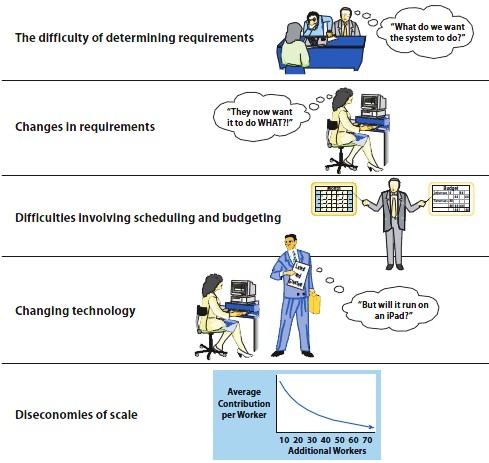 The difficulty of determining requirements
“What do we want
the system to do?”
Changes in requirements
“They now want
it to do WHAT?!”
Difficulties involving scheduling and budgeting
Month
Budget
Changing technology
“But will it run on
an iPad?”
Diseconomies of scale
Average
Contribution
per Worker
10 20 30 40 50 60 70
Additional Workers